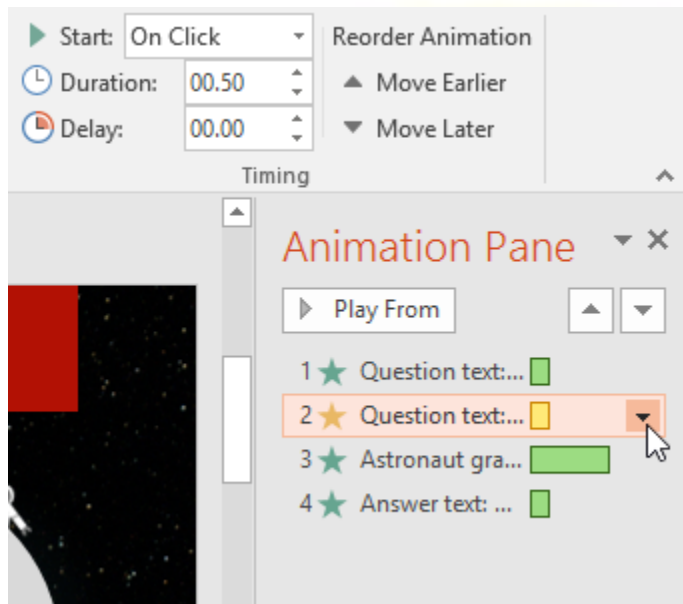 Start: On Click Reorder Animation
Duration: 00.50 Move Earlier
Delay: 00.00 Move Later
Timing
Animation Pane
Play From
1 Question text:...
2 Question text:...
3 Astronaut gra...
4 Answer text: ...